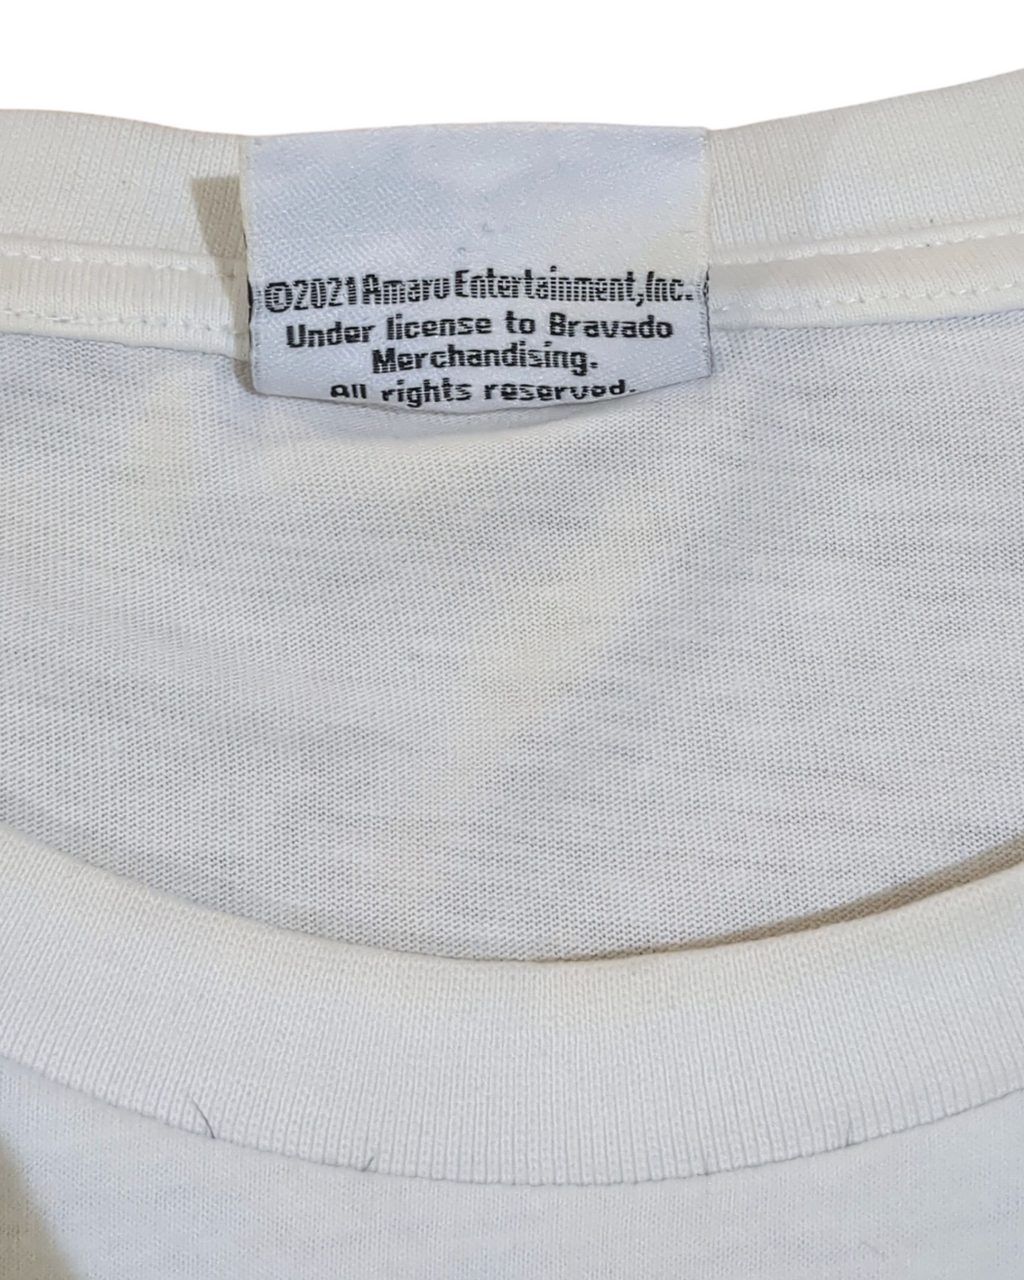 ©2021 Amaru Entertainment, Inc.
Under license to Bravado
Merchandising.
All rights reserved.